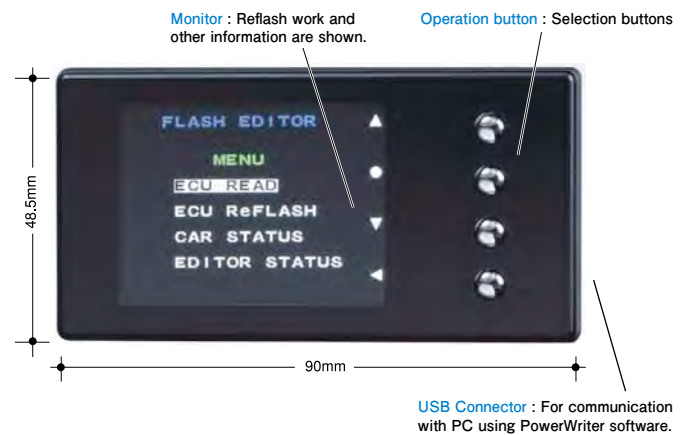 Monitor : Reflash work and
other information are shown.
Operation button : Selection buttons
FLASH EDITOR
MENU
ECU READ
ECU ReFLASH
CAR STATUS
EDITOR STATUS
48.5mm
90mm
USB Connector : For communication
with PC using PowerWriter software.